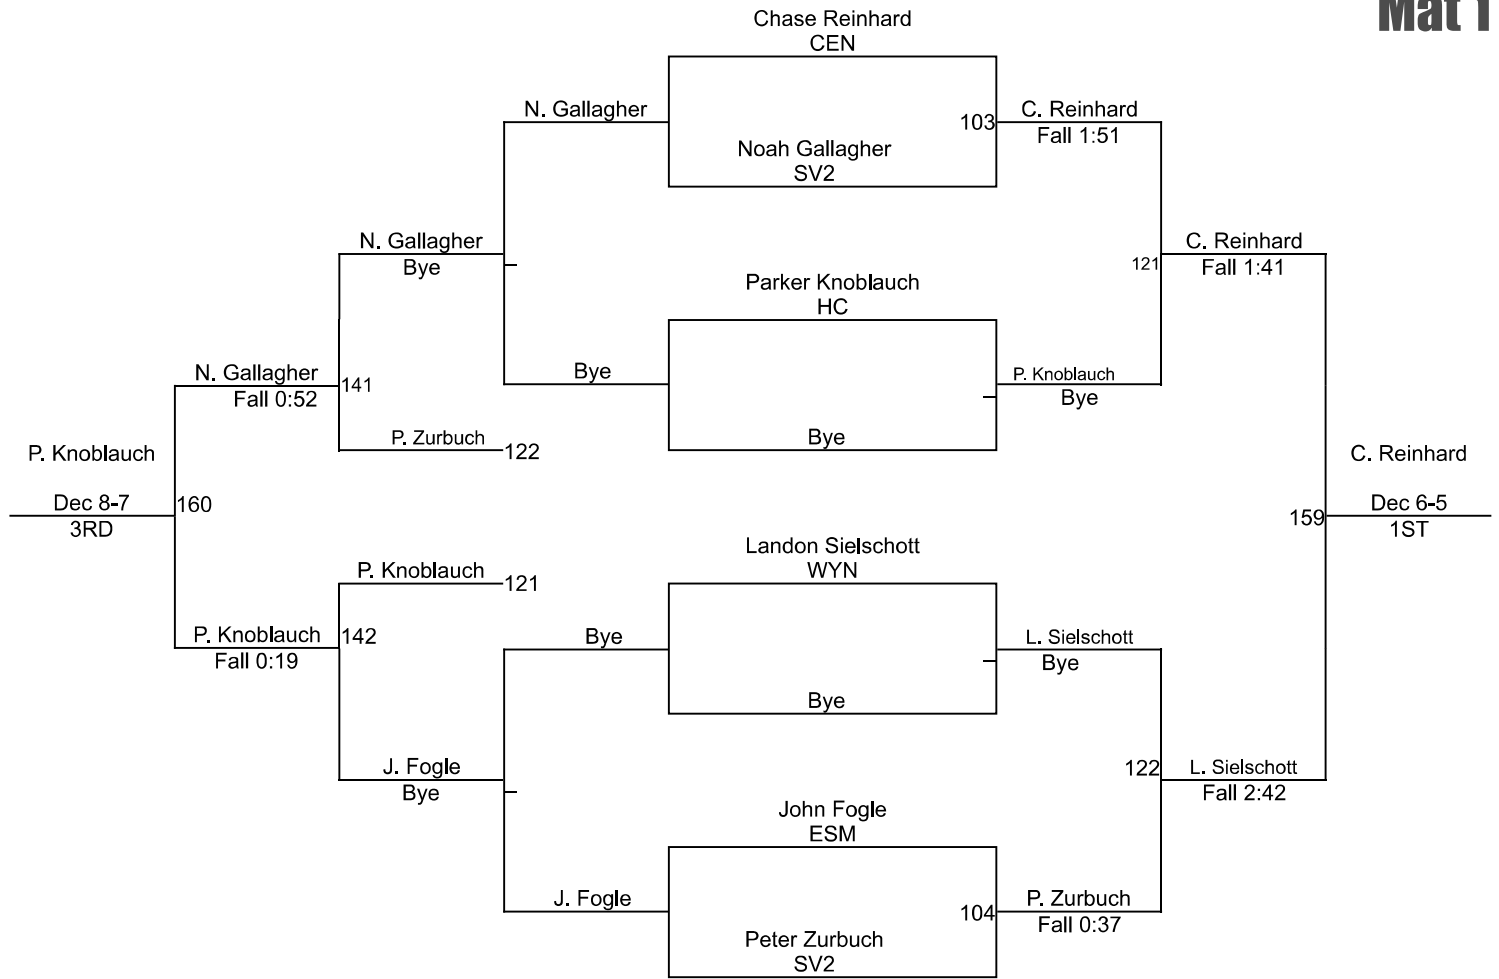 Mat 1
Chase Reinhard
CEN
N. Gallagher
103
C. Reinhard
Fall 1:51
Noah Gallagher
SV2
N. Gallagher
Bye
C. Reinhard
121
Fall 1:41
Parker Knoblauch
HC
N. Gallagher
141
Fall 0:52
Bye
P. Knoblauch
Bye
P. Zurbuch
122
Bye
P. Knoblauch
C. Reinhard
Dec 8-7
160
3RD
159
Dec 6-5
1ST
Landon Sielschott
WYN
P. Knoblauch
121
P. Knoblauch
142
Fall 0:19
Bye
L. Sielschott
Bye
Bye
J. Fogle
Bye
122
L. Sielschott
Fall 2:42
John Fogle
ESM
J. Fogle
104
P. Zurbuch
Fall 0:37
Peter Zurbuch
SV2